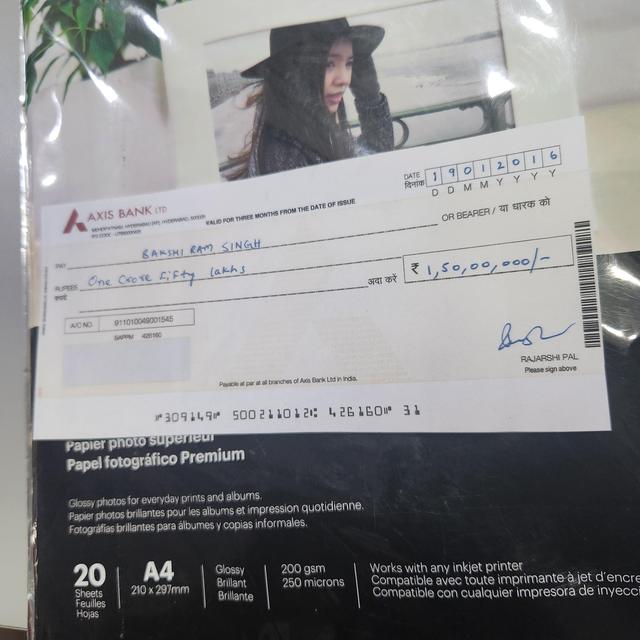 AXIS BANK LTD
VALID FOR THREE MONTHS FROM THE DATE OF ISSUE
DATE
दिनांक
1 9 0 1 2 0 1 6
D D M M Y Y Y Y
PAY BAKSHI RAM SINGH OR BEARER / या धारक को
RUPEES One Crore Fifty lakhs
रुपये
अदा करें ₹ 1,50,00,000/-
A/C NO. 911010049001545
SAPPM 426160
RAJARSHI PAL
Please sign above
Payable at par at all branches of Axis Bank Ltd in India.
⑈309149⑈ 500211012⑆ 426160⑈ 31
Papier photo supérieur
Papel fotográfico Premium
Glossy photos for everyday prints and albums.
Papier photos brillantes pour les albums et impression quotidienne.
Fotografías brillantes para álbumes y copias informales.
20
Sheets
Feuilles
Hojas
A4
210 x 297mm
Glossy
Brillant
Brillante
200 gsm
250 microns
Works with any inkjet printer
Compatible avec toute imprimante à jet d'encre
Compatible con cualquier impresora de inyecci